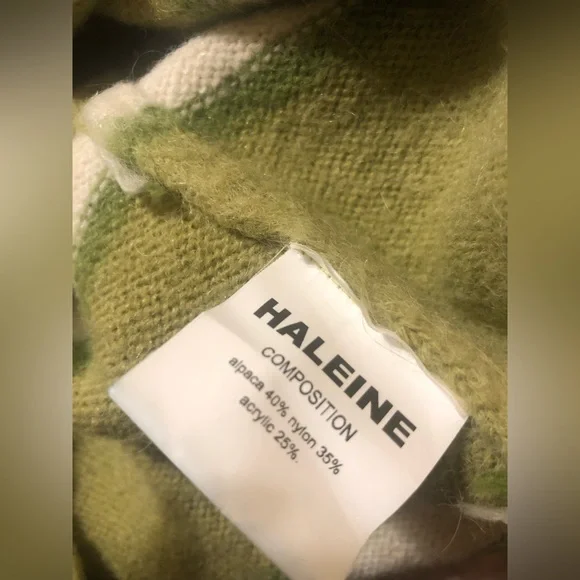 HALEINE
COMPOSITION
alpaca 40% nylon 35%
acrylic 25%.